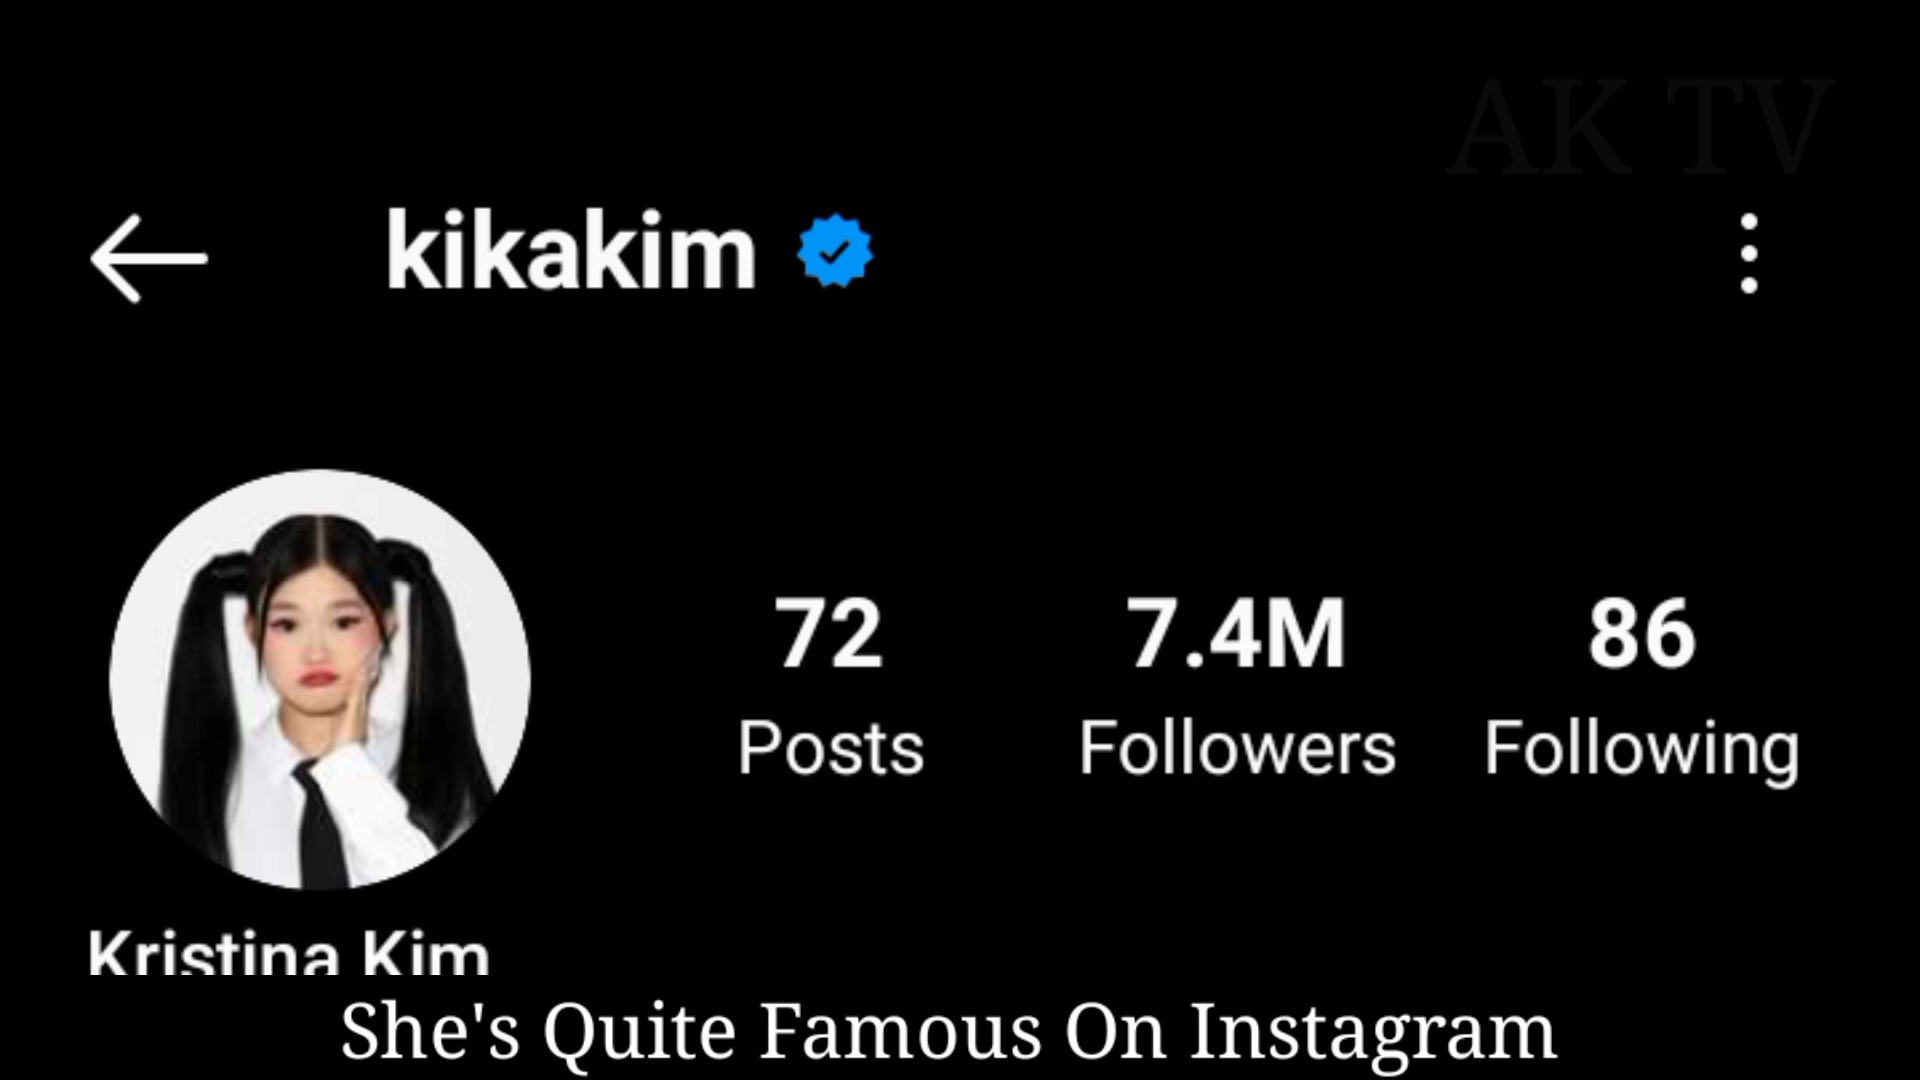 AK TV
kikakim
72 7.4M 86
Posts Followers Following
Kristina Kim
She's Quite Famous On Instagram